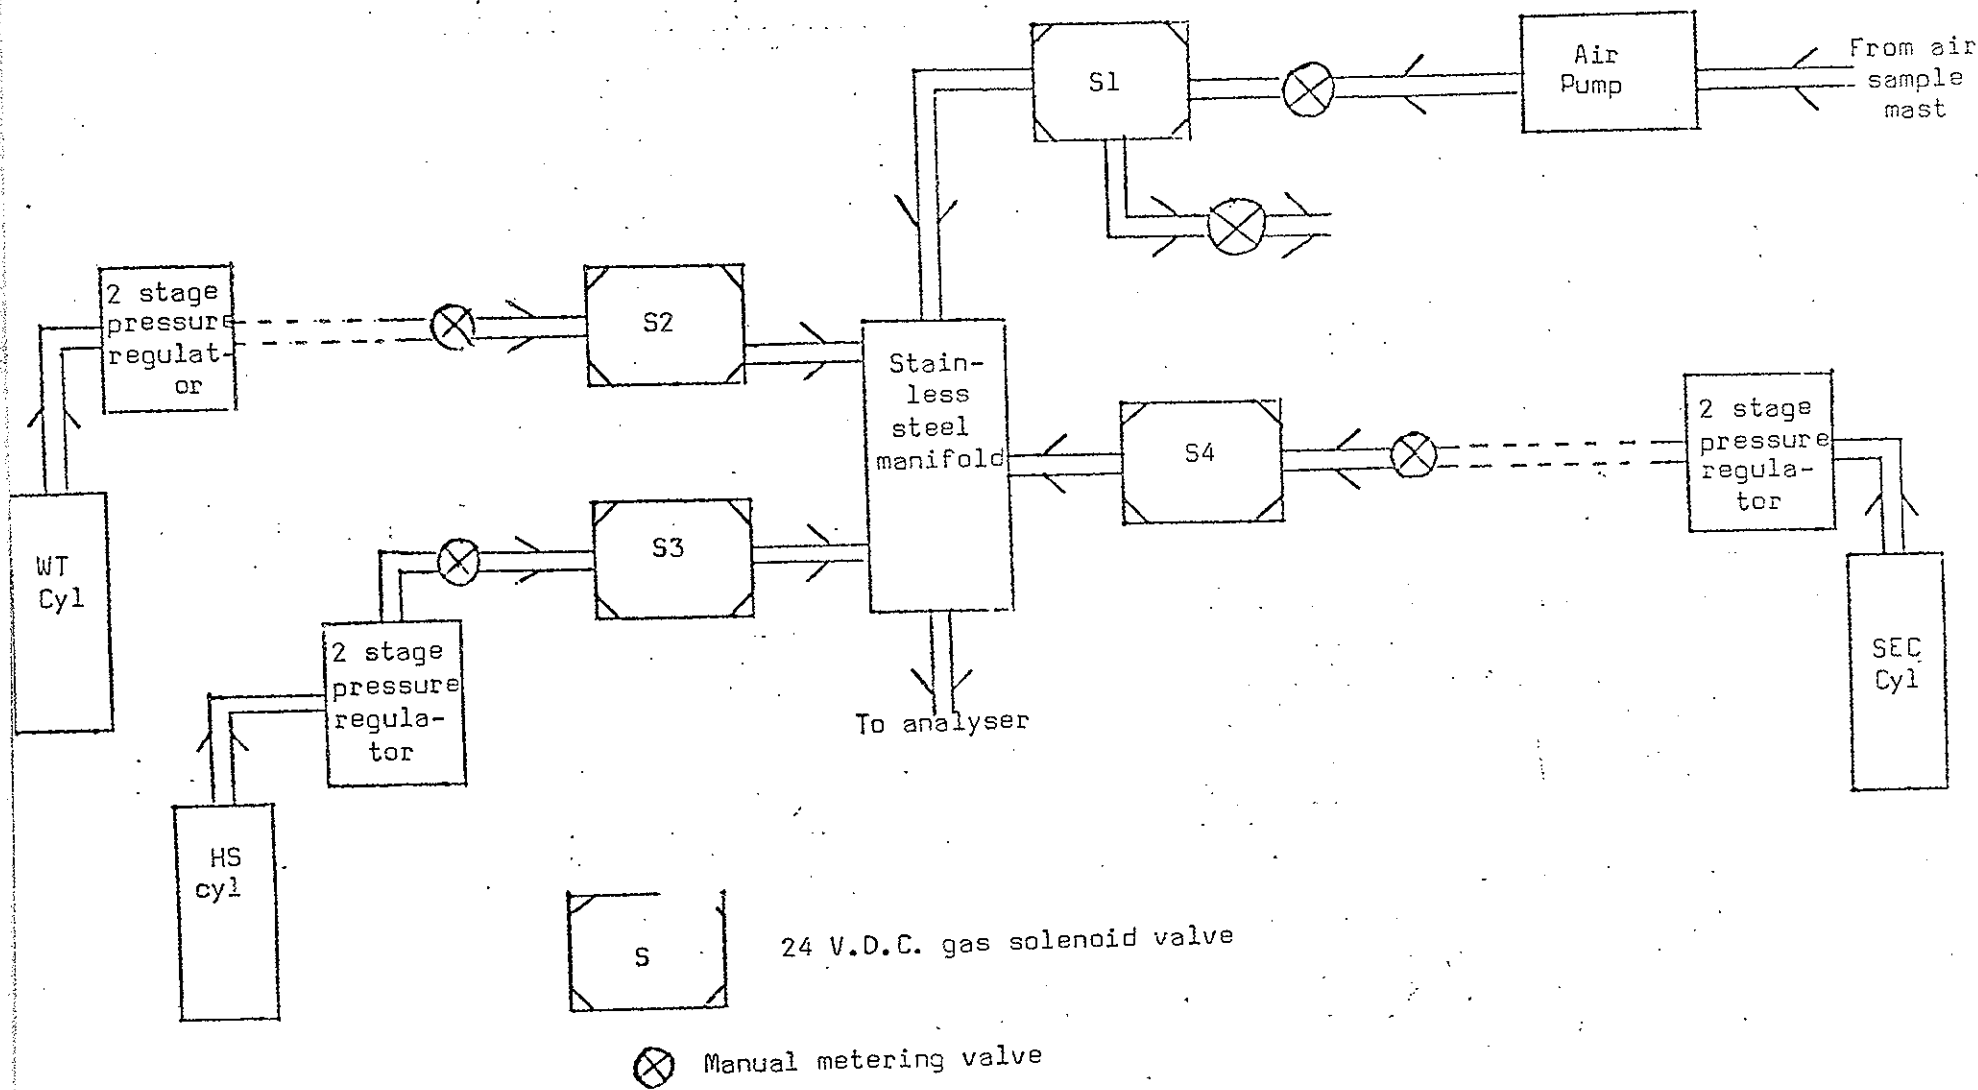 S1
Air
Pump
From air
sample
mast
2 stage
pressure
regulat-
or
S2
Stain-
less
steel
manifold
S4
2 stage
pressure
regula-
tor
WT
Cyl
S3
2 stage
pressure
regula-
tor
SEC
Cyl
To analyser
HS
cyl
S
24 V.D.C. gas solenoid valve
Manual metering valve